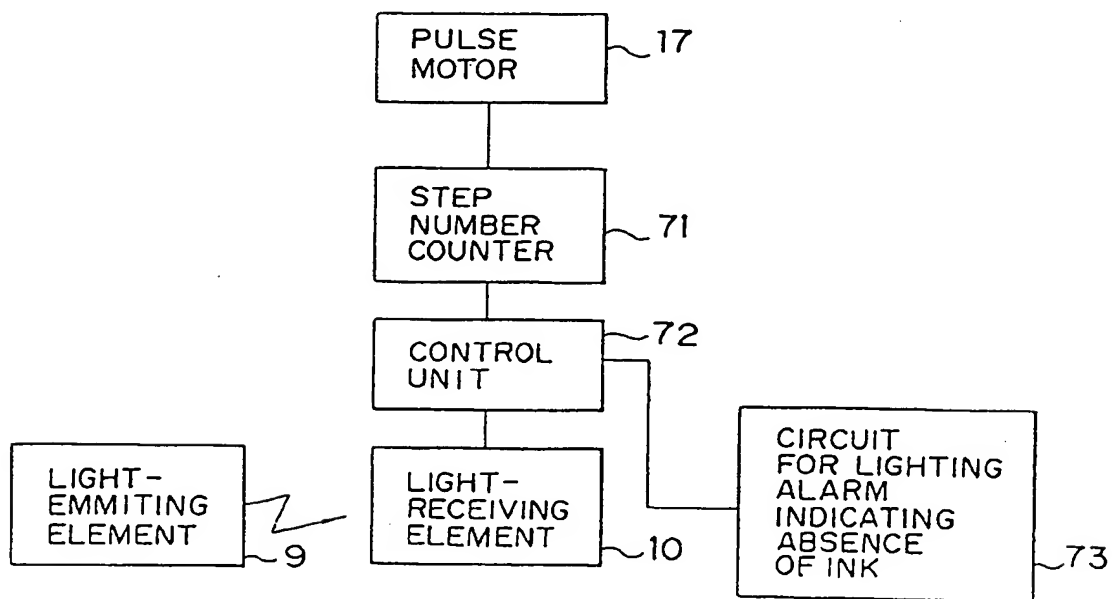 PULSE
MOTOR
17
STEP
NUMBER
COUNTER
71
CONTROL
UNIT
72
LIGHT-
EMMITING
ELEMENT
9
LIGHT-
RECEIVING
ELEMENT
10
CIRCUIT
FOR LIGHTING
ALARM
INDICATING
ABSENCE
OF INK
73